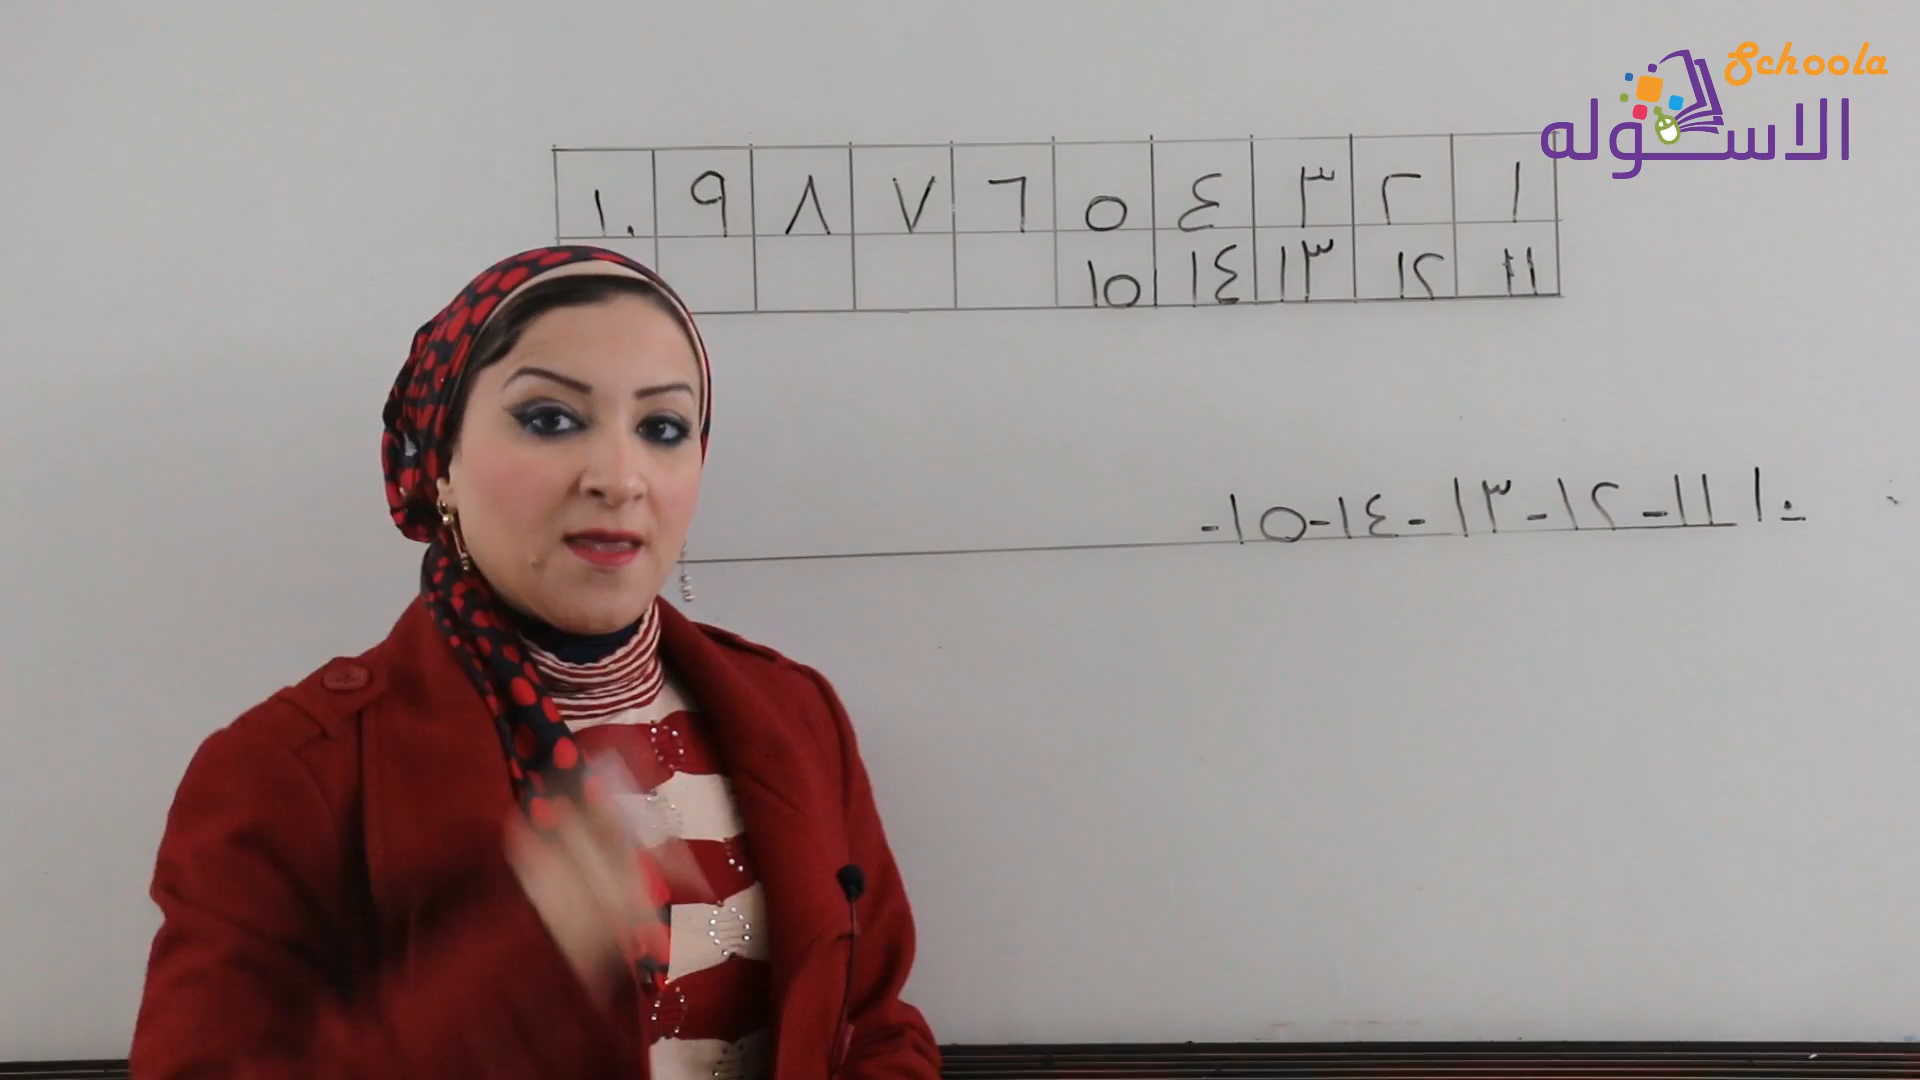 Schoola
الاسكوله
١ ٢ ٣ ٤ ٥ ٦ ٧ ٨ ٩ ١٠
١١ ١٢ ١٣ ١٤ ١٥
١٠ ١١-١٢-١٣-١٤-١٥-